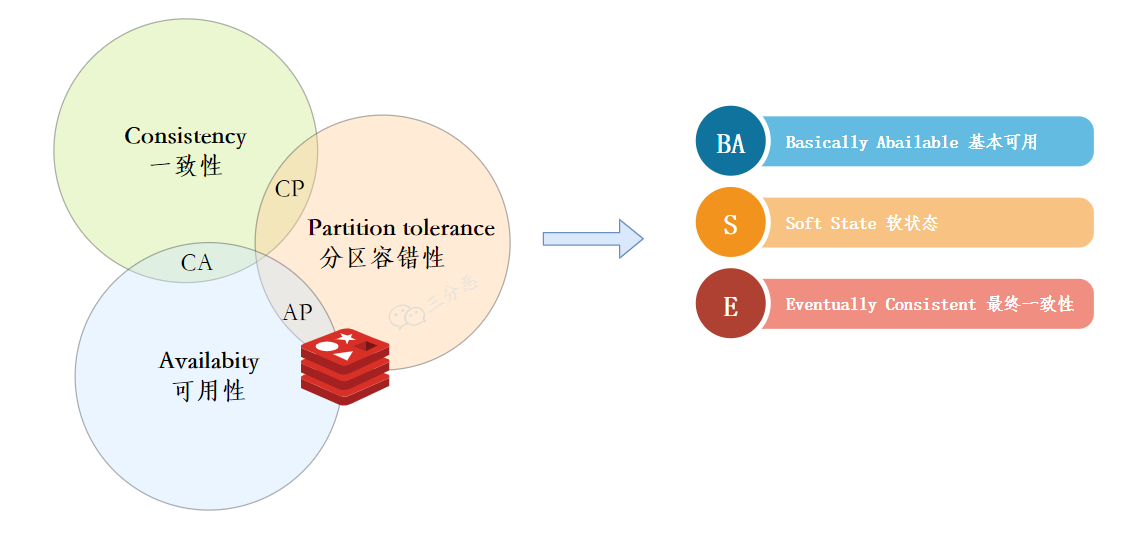 Consistency
一致性
CP
Partition tolerance
分区容错性
CA
AP
Availabity
可用性
三分恶
BA
Basically Abailable 基本可用
S
Soft State 软状态
E
Eventually Consistent 最终一致性